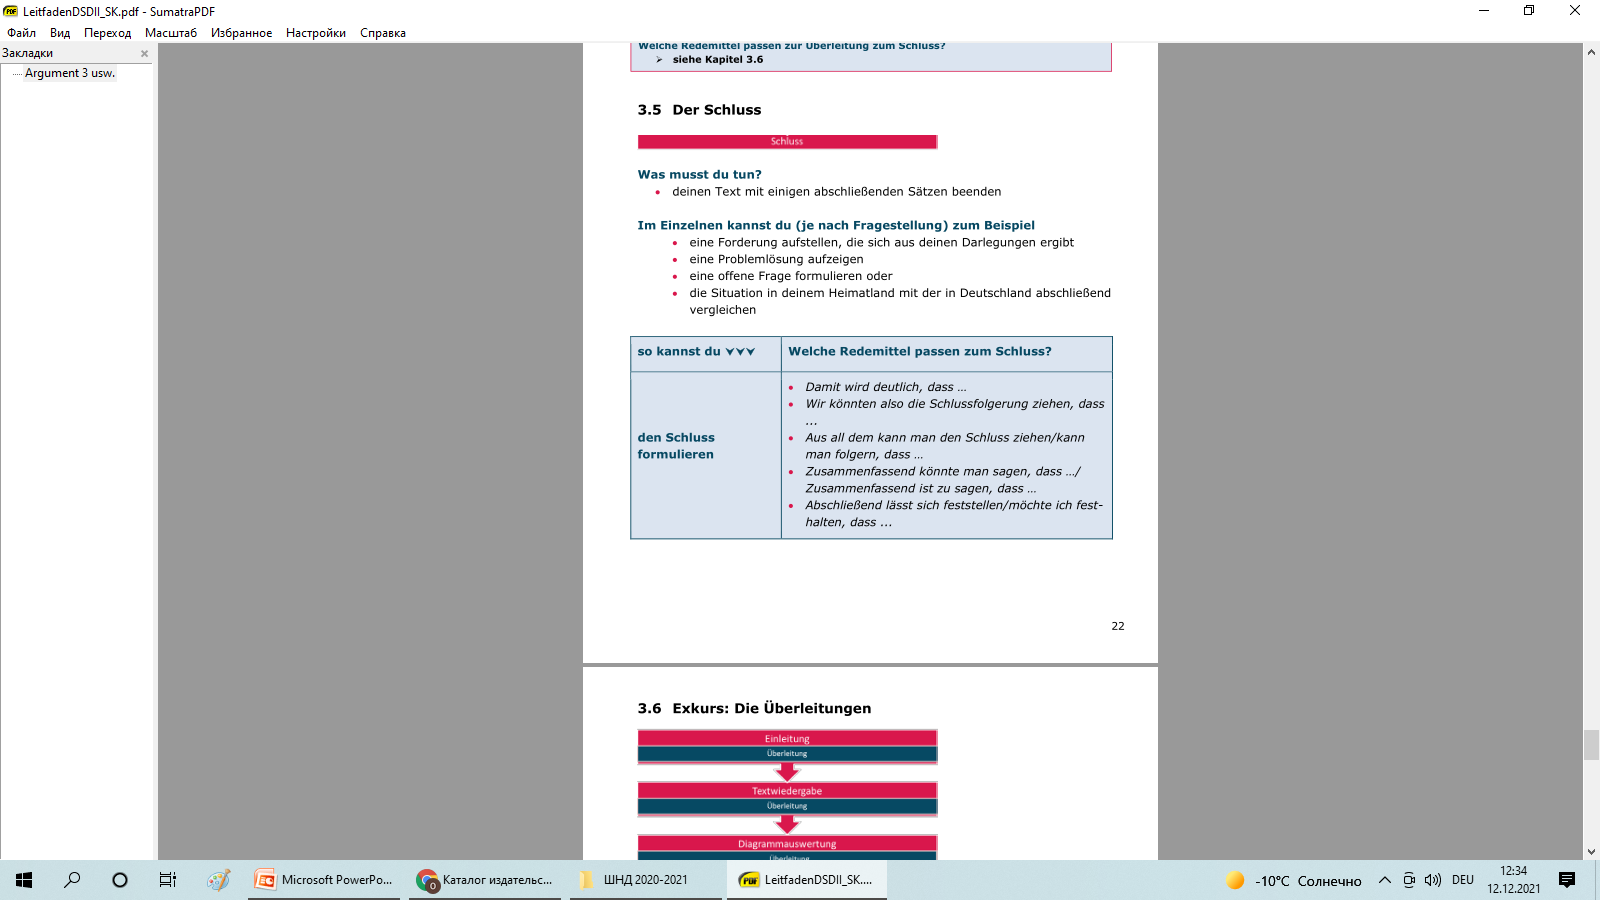 LeitfadenDSDII_SK.pdf - SumatraPDF
Файл Вид Переход Масштаб Избранное Настройки Справка
Закладки
Argument 3 usw.
Welche Redemittel passen zur Überleitung zum Schluss?
siehe Kapitel 3.6
3.5 Der Schluss
Schluss
Was musst du tun?
• deinen Text mit einigen abschließenden Sätzen beenden
Im Einzelnen kannst du (je nach Fragestellung) zum Beispiel
• eine Forderung aufstellen, die sich aus deinen Darlegungen ergibt
• eine Problemlösung aufzeigen
• eine offene Frage formulieren oder
• die Situation in deinem Heimatland mit der in Deutschland abschließend
vergleichen
so kannst du
Welche Redemittel passen zum Schluss?
den Schluss
formulieren
• Damit wird deutlich, dass …
• Wir könnten also die Schlussfolgerung ziehen, dass
...
• Aus all dem kann man den Schluss ziehen/kann
man folgern, dass …
• Zusammenfassend könnte man sagen, dass …/
Zusammenfassend ist zu sagen, dass …
• Abschließend lässt sich feststellen/möchte ich fest-
halten, dass ...
22
3.6 Exkurs: Die Überleitungen
Einleitung
Überleitung
Textwiedergabe
Überleitung
Diagrammauswertung
Überleitung
Microsoft PowerPo...
Каталог издательс...
ШНД 2020-2021
LeitfadenDSDII_SK....
-10°C Солнечно
DEU
12:34
12.12.2021